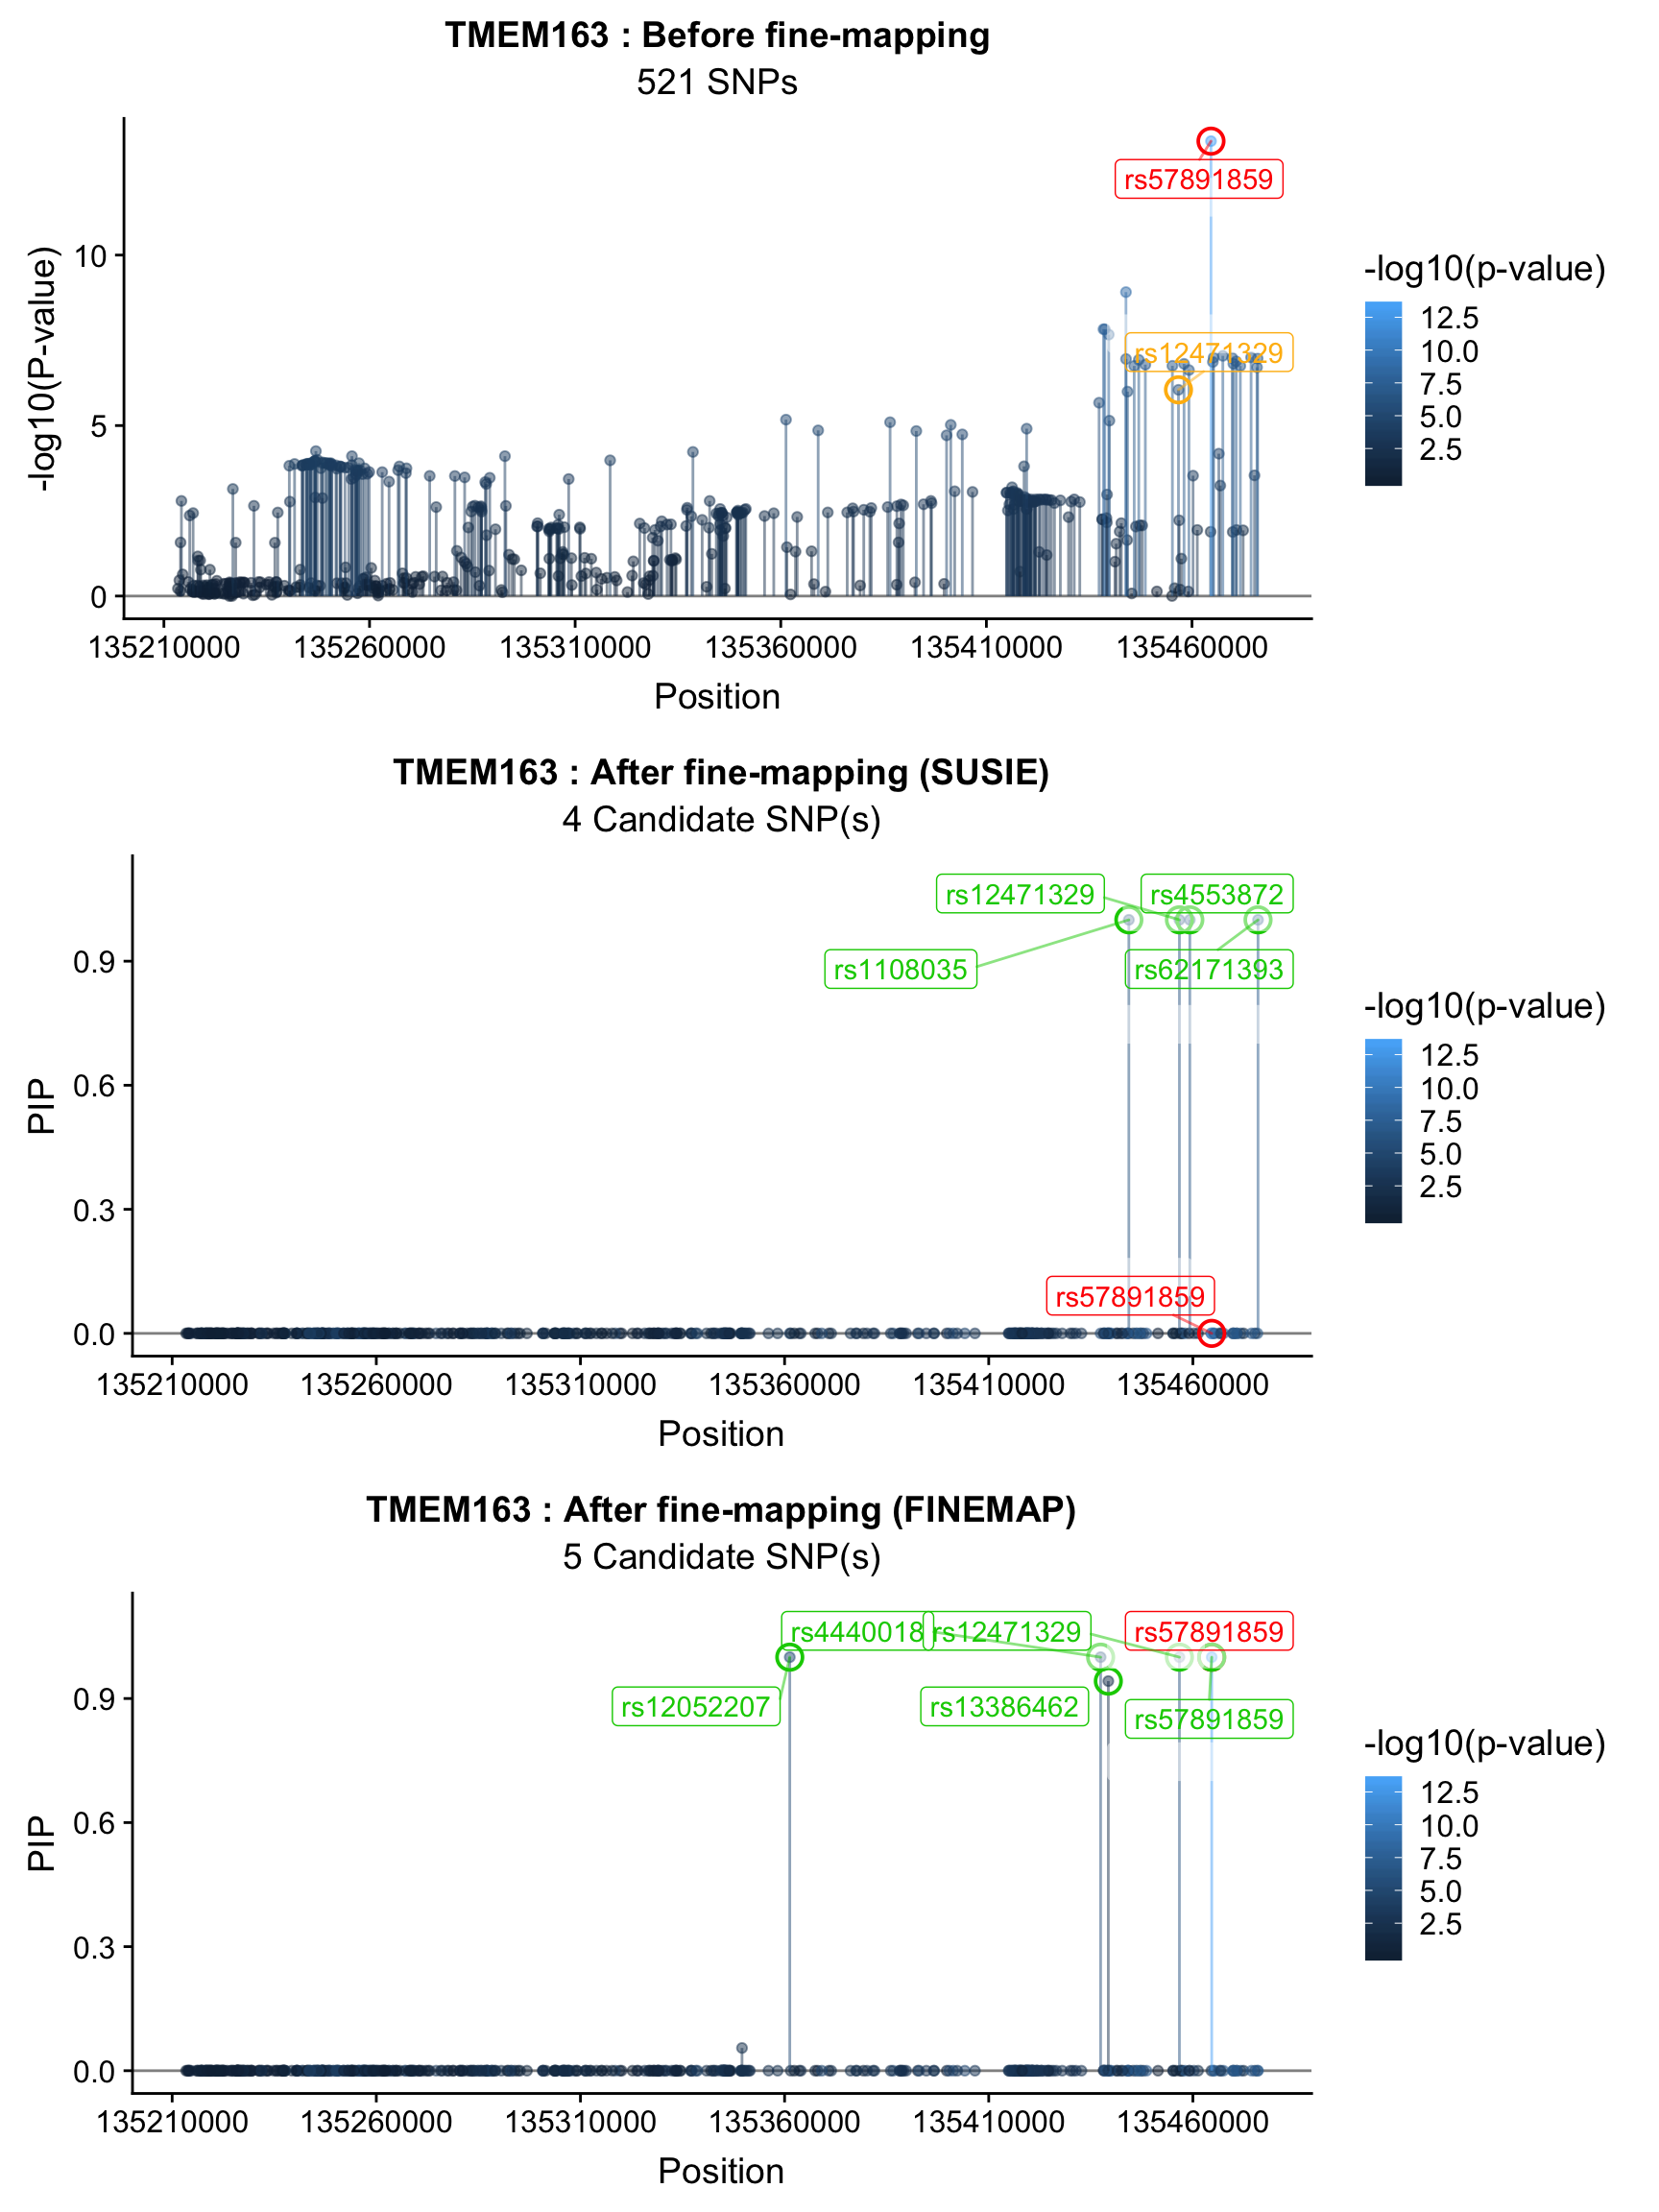 TMEM163 : Before fine-mapping
521 SNPs
-log10(P-value)
10
5
0
rs57891859
rs12471329
135210000 135260000 135310000 135360000 135410000 135460000
Position
-log10(p-value)
12.5
10.0
7.5
5.0
2.5
TMEM163 : After fine-mapping (SUSIE)
4 Candidate SNP(s)
PIP
0.9
0.6
0.3
0.0
rs12471329 rs4553872
rs1108035 rs62171393
rs57891859
135210000 135260000 135310000 135360000 135410000 135460000
Position
-log10(p-value)
12.5
10.0
7.5
5.0
2.5
TMEM163 : After fine-mapping (FINEMAP)
5 Candidate SNP(s)
PIP
0.9
0.6
0.3
0.0
rs4440018 rs12471329 rs57891859
rs12052207 rs13386462 rs57891859
135210000 135260000 135310000 135360000 135410000 135460000
Position
-log10(p-value)
12.5
10.0
7.5
5.0
2.5